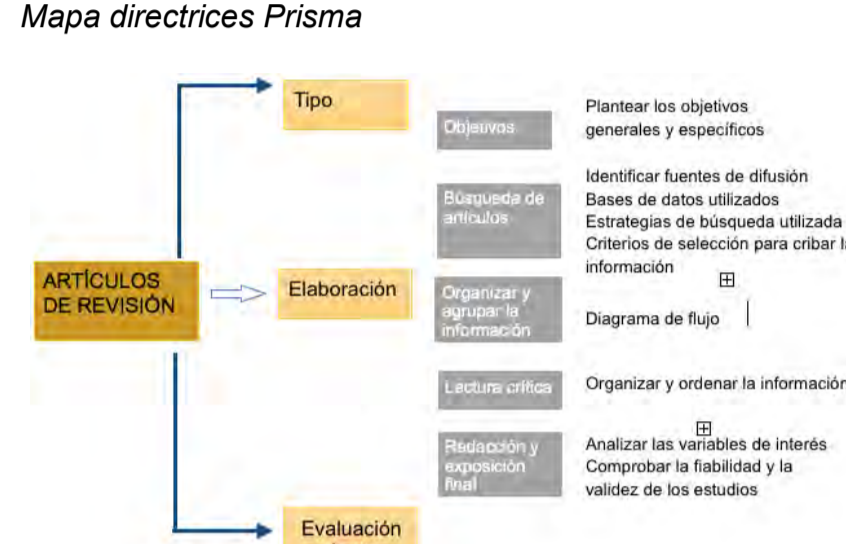 Mapa directrices Prisma
Tipo
Objetivos
Plantear los objetivos
generales y específicos
Búsqueda de
artículos
Identificar fuentes de difusión
Bases de datos utilizados
Estrategias de búsqueda utilizada
Criterios de selección para cribar
información
ARTÍCULOS
DE REVISIÓN
Elaboración
Organizar y
agrupar la
información
Diagrama de flujo
Lectura crítica
Organizar y ordenar la información
Redacción y
exposición
final
Analizar las variables de interés
Comprobar la fiabilidad y la
validez de los estudios
Evaluación